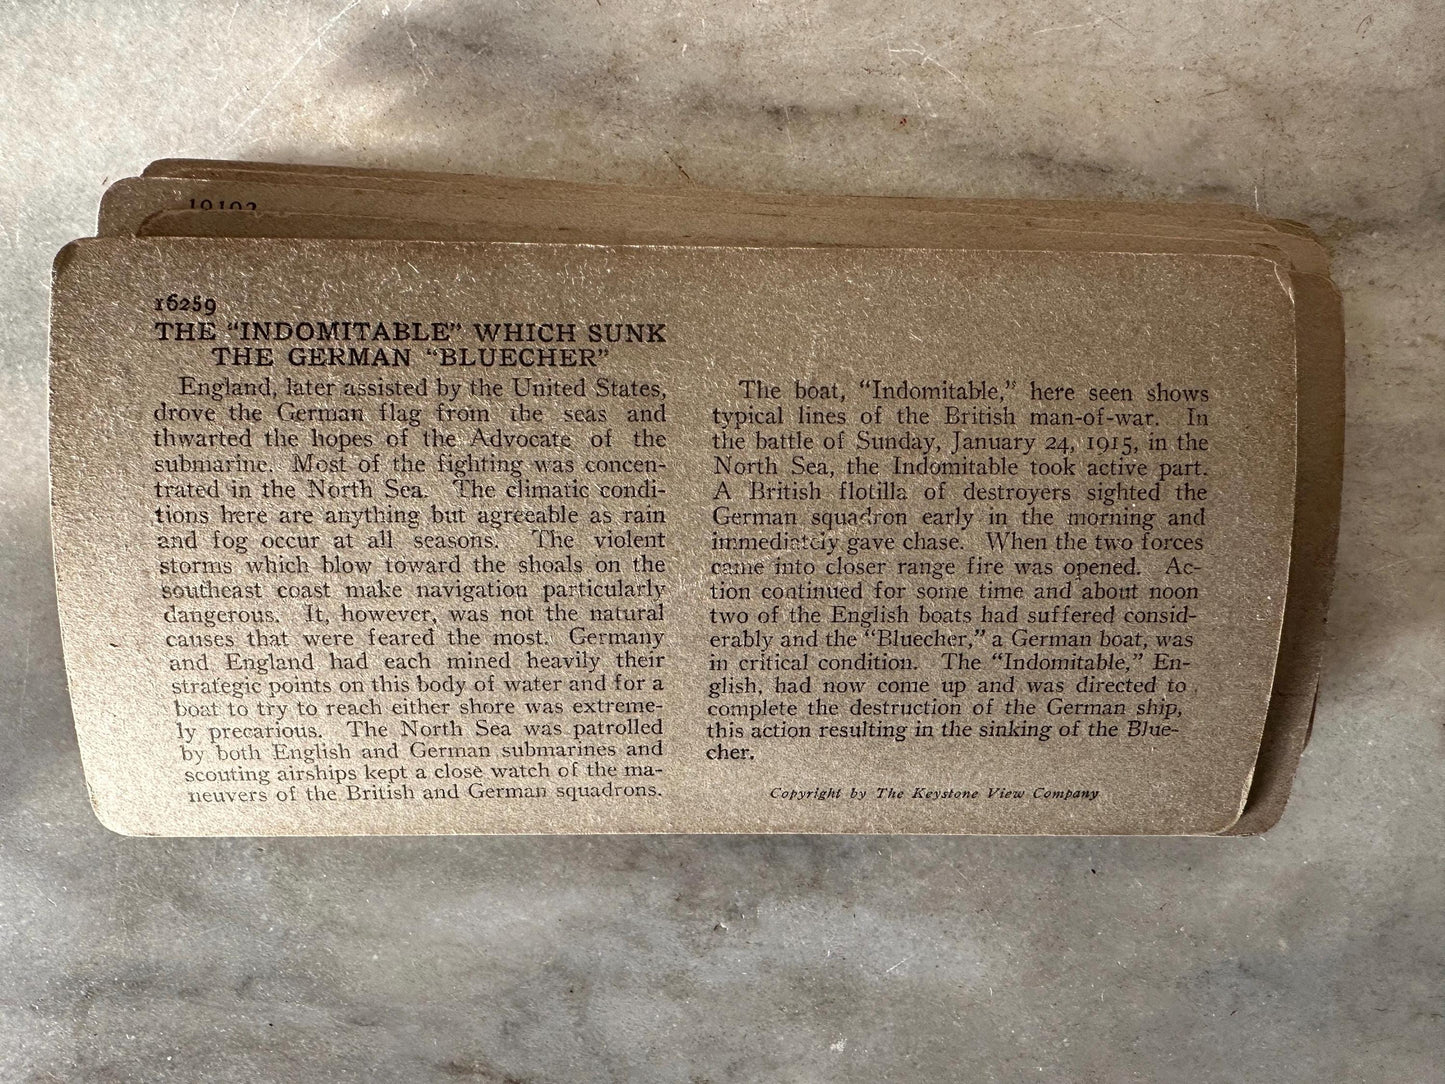 16259
THE "INDOMITABLE" WHICH SUNK
THE GERMAN "BLUECHER"
England, later assisted by the United States,
drove the German flag from the seas and
thwarted the hopes of the Advocate of the
submarine. Most of the fighting was concen-
trated in the North Sea. The climatic condi-
tions here are anything but agreeable as rain
and fog occur at all seasons. The violent
storms which blow toward the shoals on the
southeast coast make navigation particularly
dangerous. It, however, was not the natural
causes that were feared the most. Germany
and England had each mined heavily their
strategic points on this body of water and for a
boat to try to reach either shore was extreme-
ly precarious. The North Sea was patrolled
by both English and German submarines and
scouting airships kept a close watch of the ma-
neuvers of the British and German squadrons.
The boat, "Indomitable," here seen shows
typical lines of the British man-of-war. In
the battle of Sunday, January 24, 1915, in the
North Sea, the Indomitable took active part.
A British flotilla of destroyers sighted the
German squadron early in the morning and
immediately gave chase. When the two forces
came into closer range fire was opened. Ac-
tion continued for some time and about noon
two of the English boats had suffered consid-
erably and the "Bluecher," a German boat, was
in critical condition. The "Indomitable," En-
glish, had now come up and was directed to
complete the destruction of the German ship,
this action resulting in the sinking of the Blue-
cher.
Copyright by The Keystone View Company